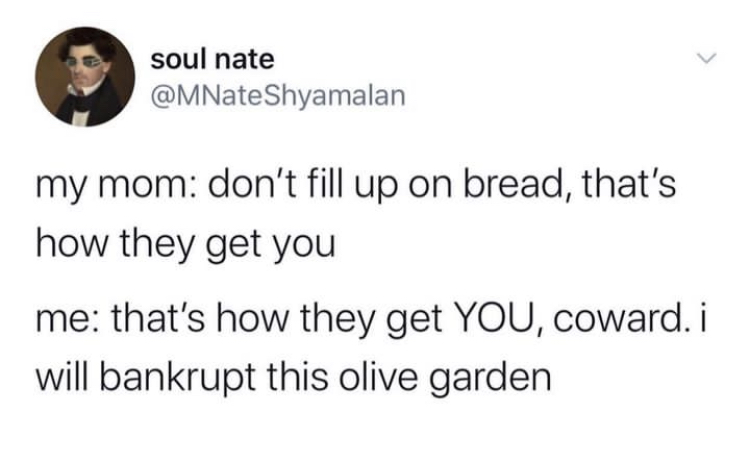 soul nate
@MNateShyamalan
my mom: don't fill up on bread, that's
how they get you
me: that's how they get YOU, coward. i
will bankrupt this olive garden